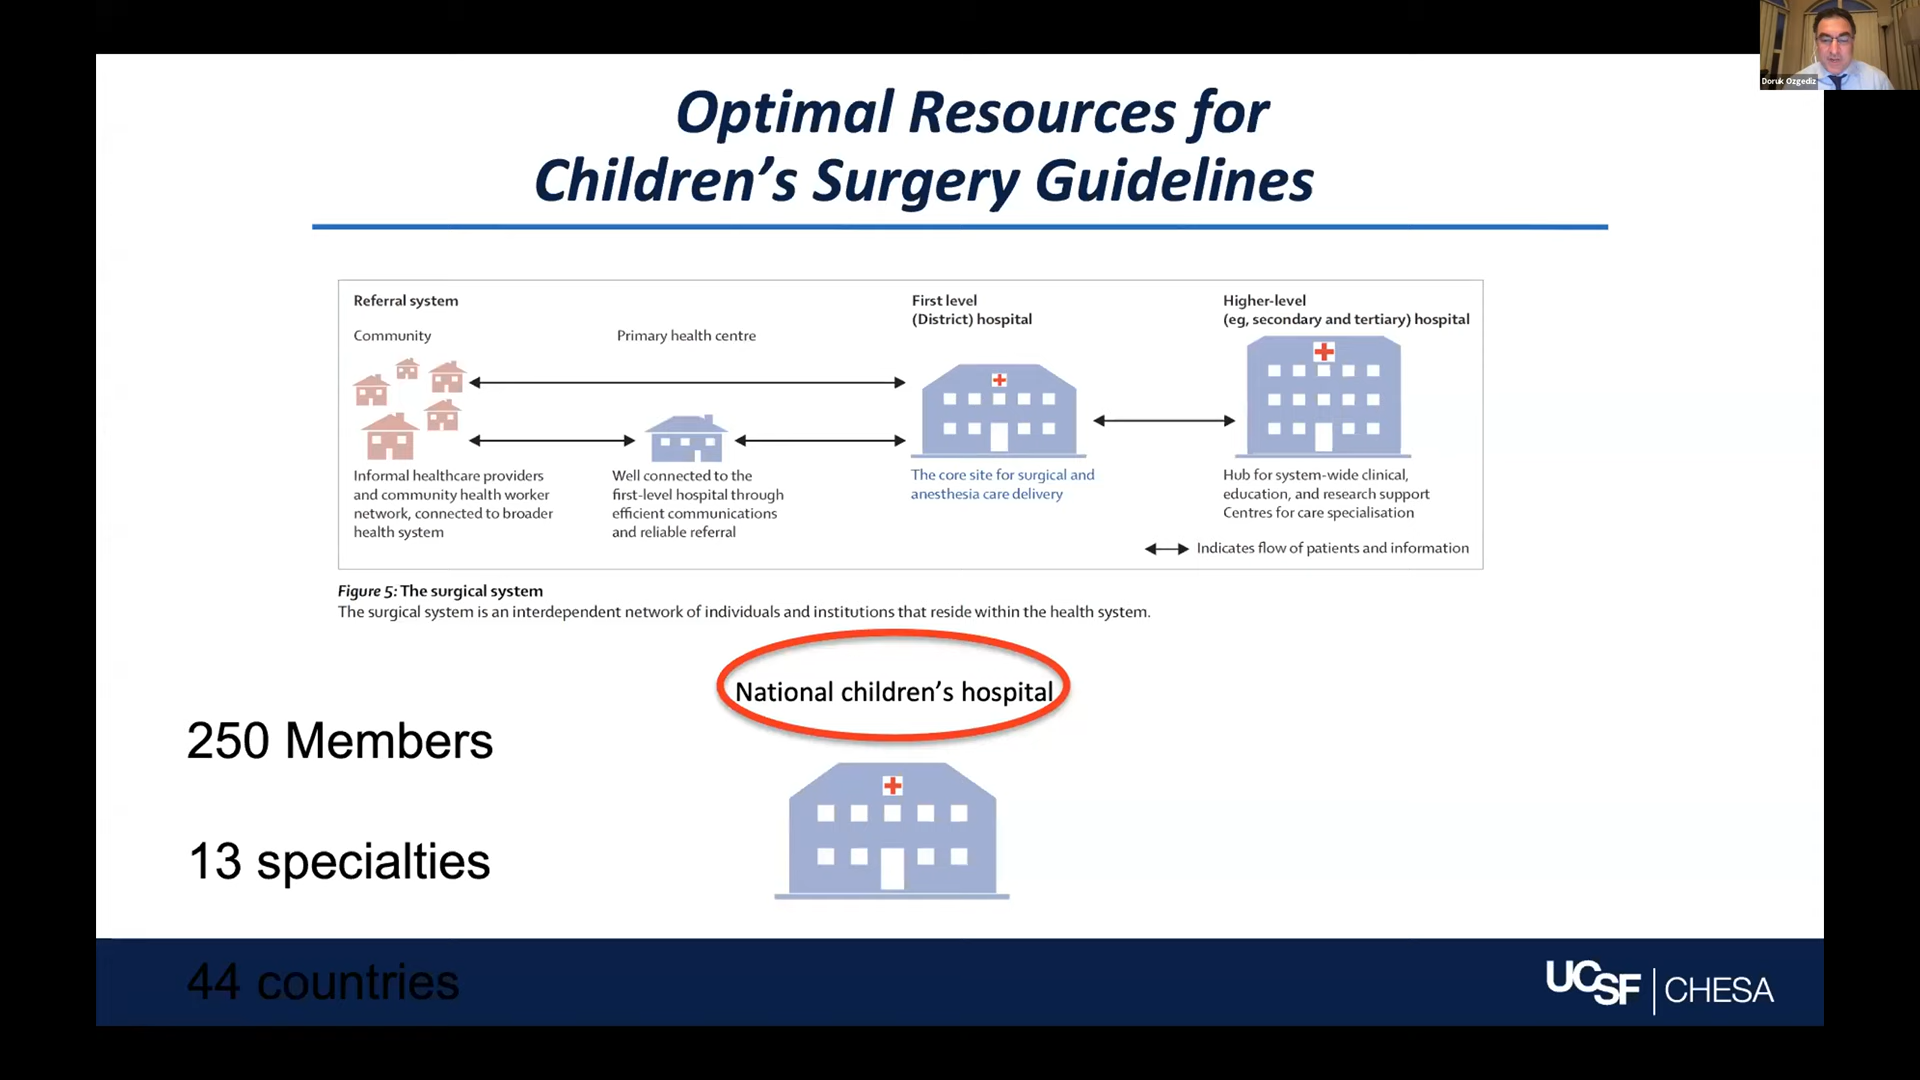 Doruk Ozgediz
Optimal Resources for
Children's Surgery Guidelines
Referral system
Community
Primary health centre
First level
(District) hospital
Higher-level
(eg, secondary and tertiary) hospital
Informal healthcare providers
and community health worker
network, connected to broader
health system
Well connected to the
first-level hospital through
efficient communications
and reliable referral
The core site for surgical and
anesthesia care delivery
Hub for system-wide clinical,
education, and research support
Centres for care specialisation
Indicates flow of patients and information
Figure 5: The surgical system
The surgical system is an interdependent network of individuals and institutions that reside within the health system.
National children's hospital
250 Members
13 specialties
44 countries
UCSF | CHESA